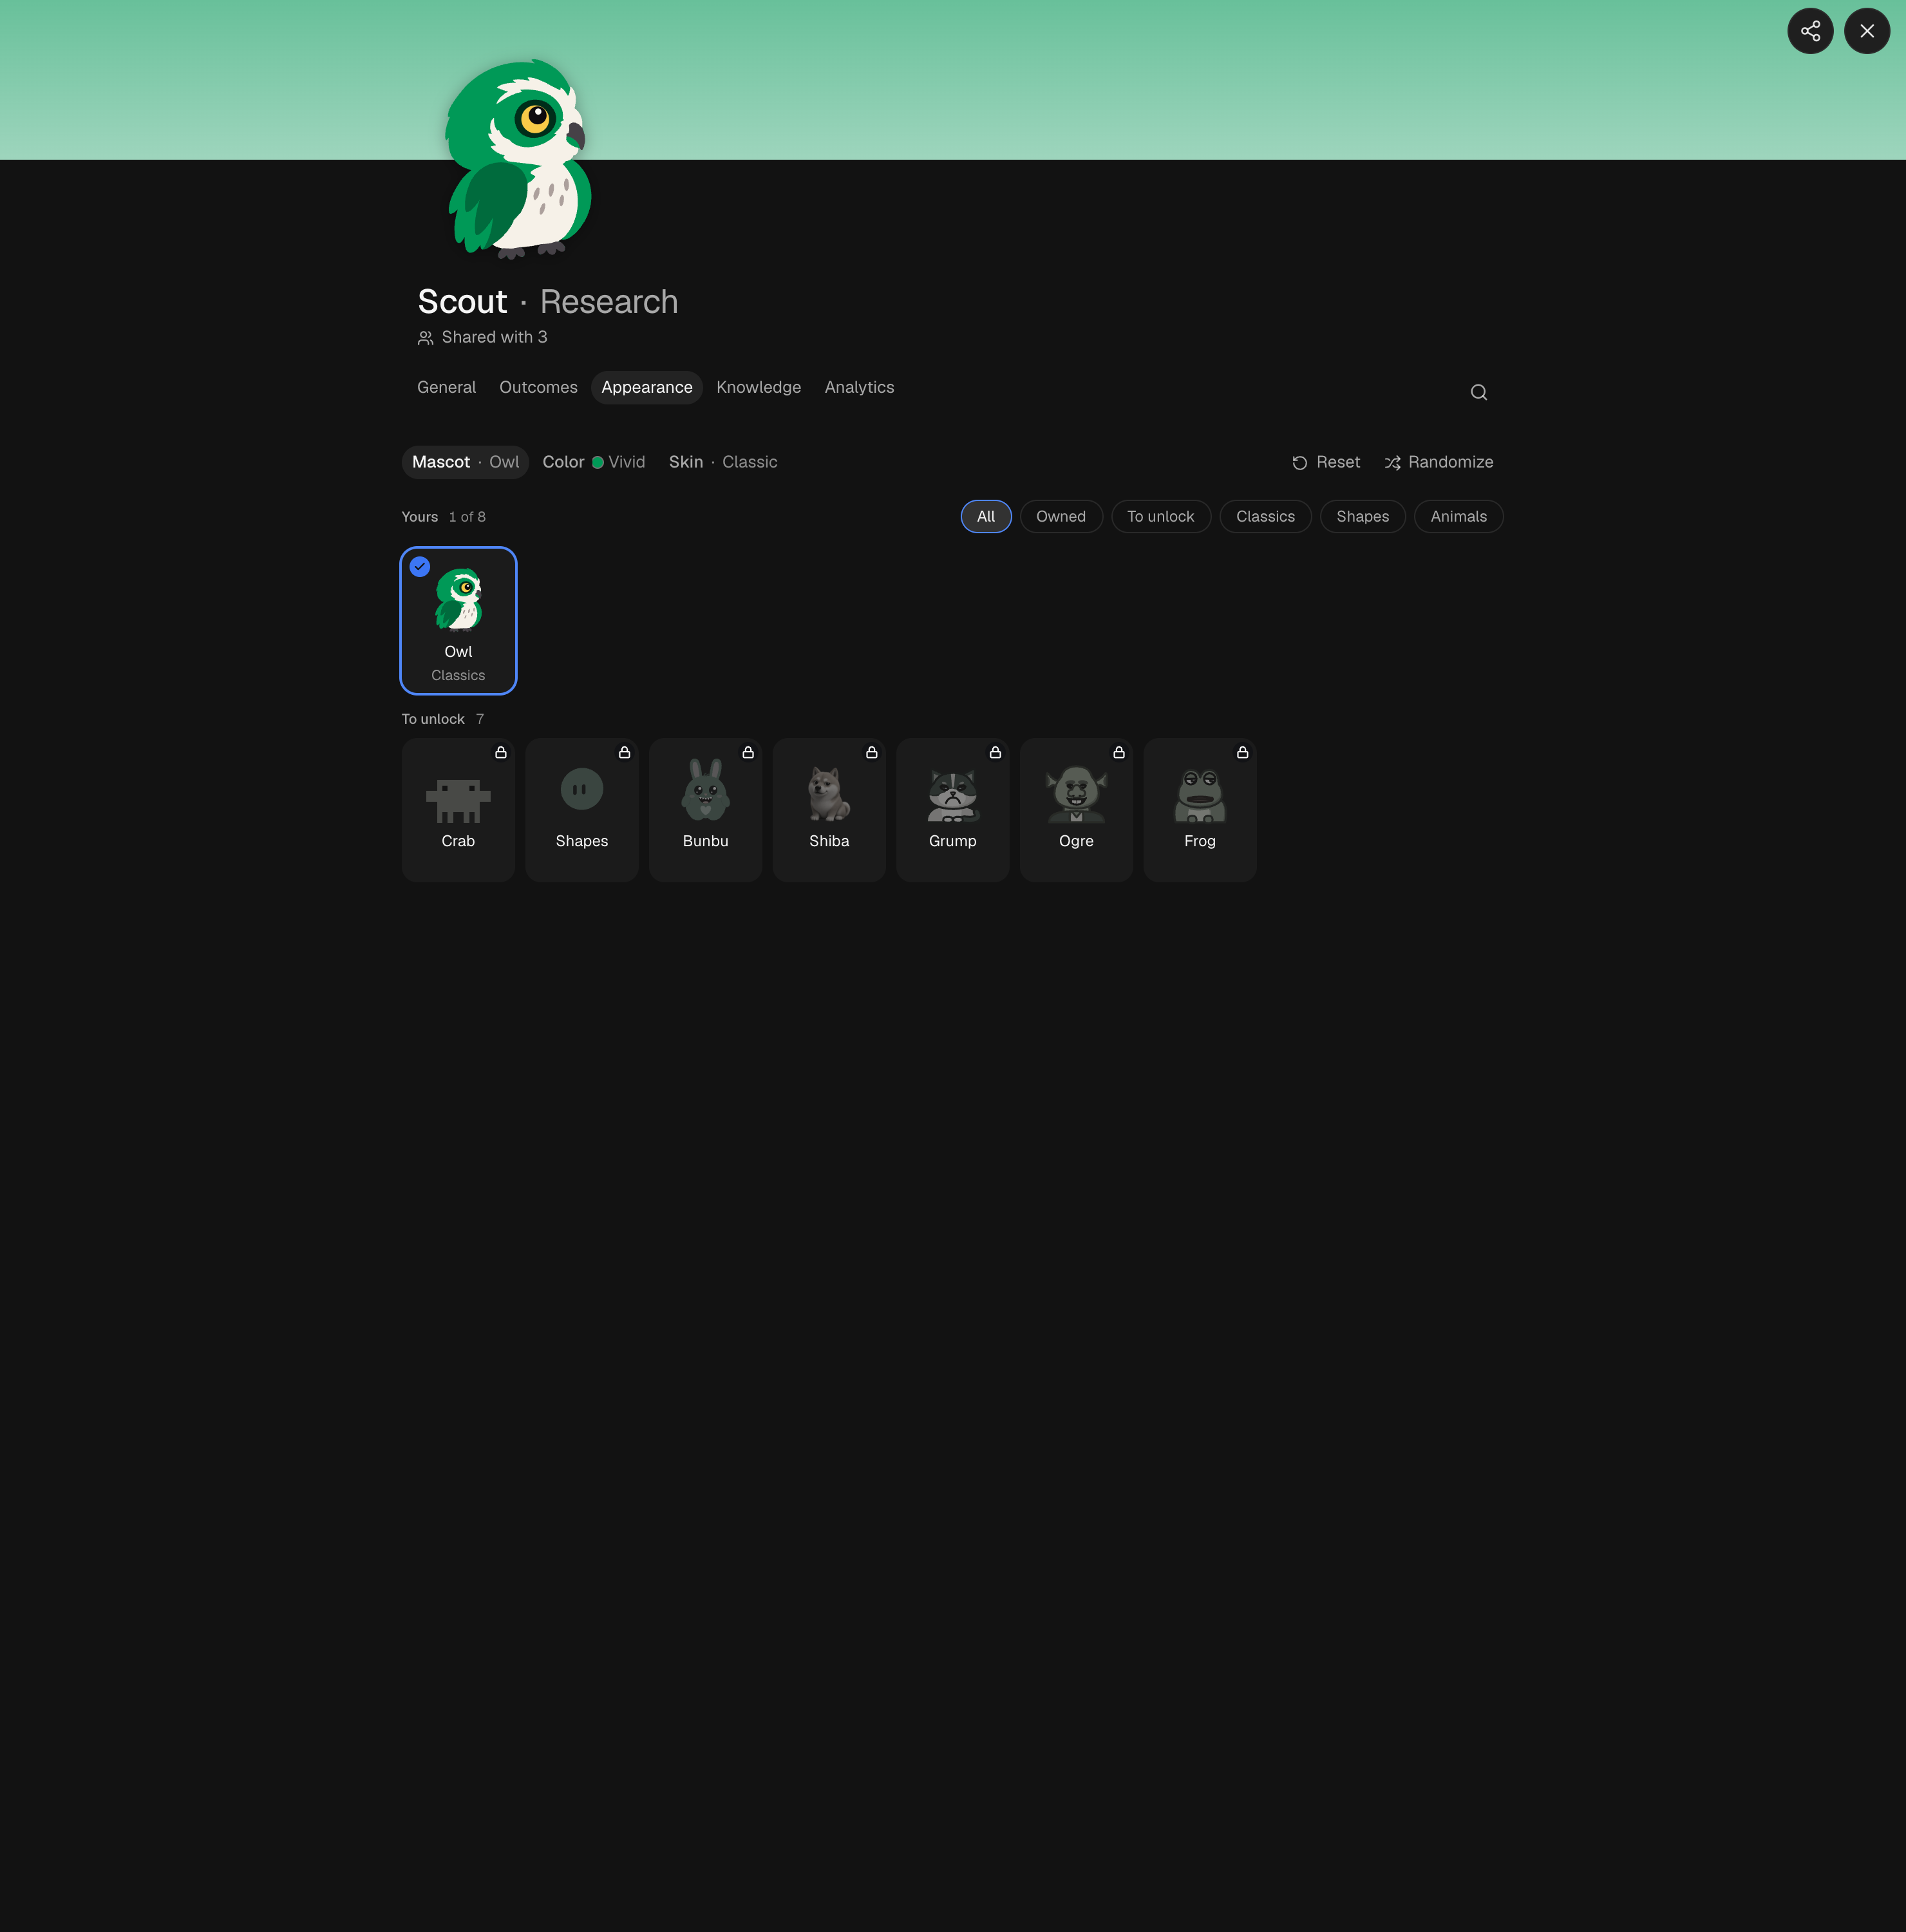 Scout · Research
Shared with 3
General Outcomes Appearance Knowledge Analytics
Mascot · Owl Color Vivid Skin · Classic Reset Randomize
Yours 1 of 8 All Owned To unlock Classics Shapes Animals
Owl
Classics
To unlock 7
Crab Shapes Bunbu Shiba Grump Ogre Frog